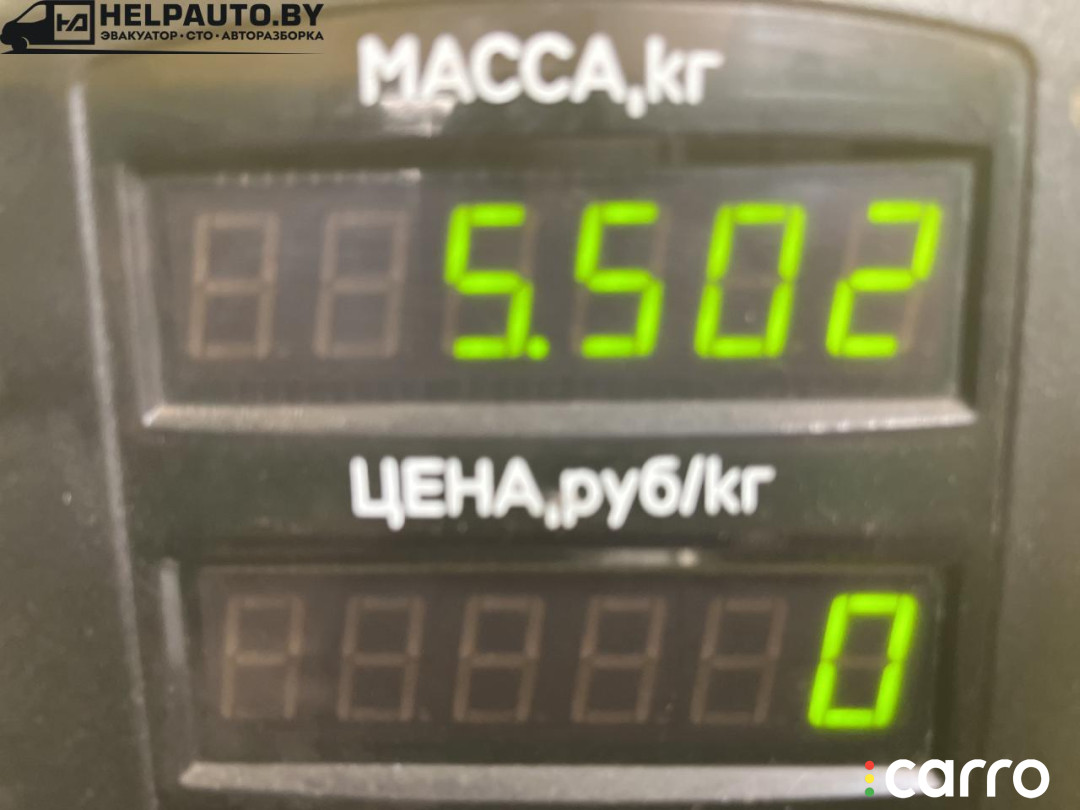 HELPAUTO.BY
ЭВАКУАТОР • СТО • АВТОРАЗБОРКА
МАССА,кг
5.502
ЦЕНА,руб/кг
0
carro